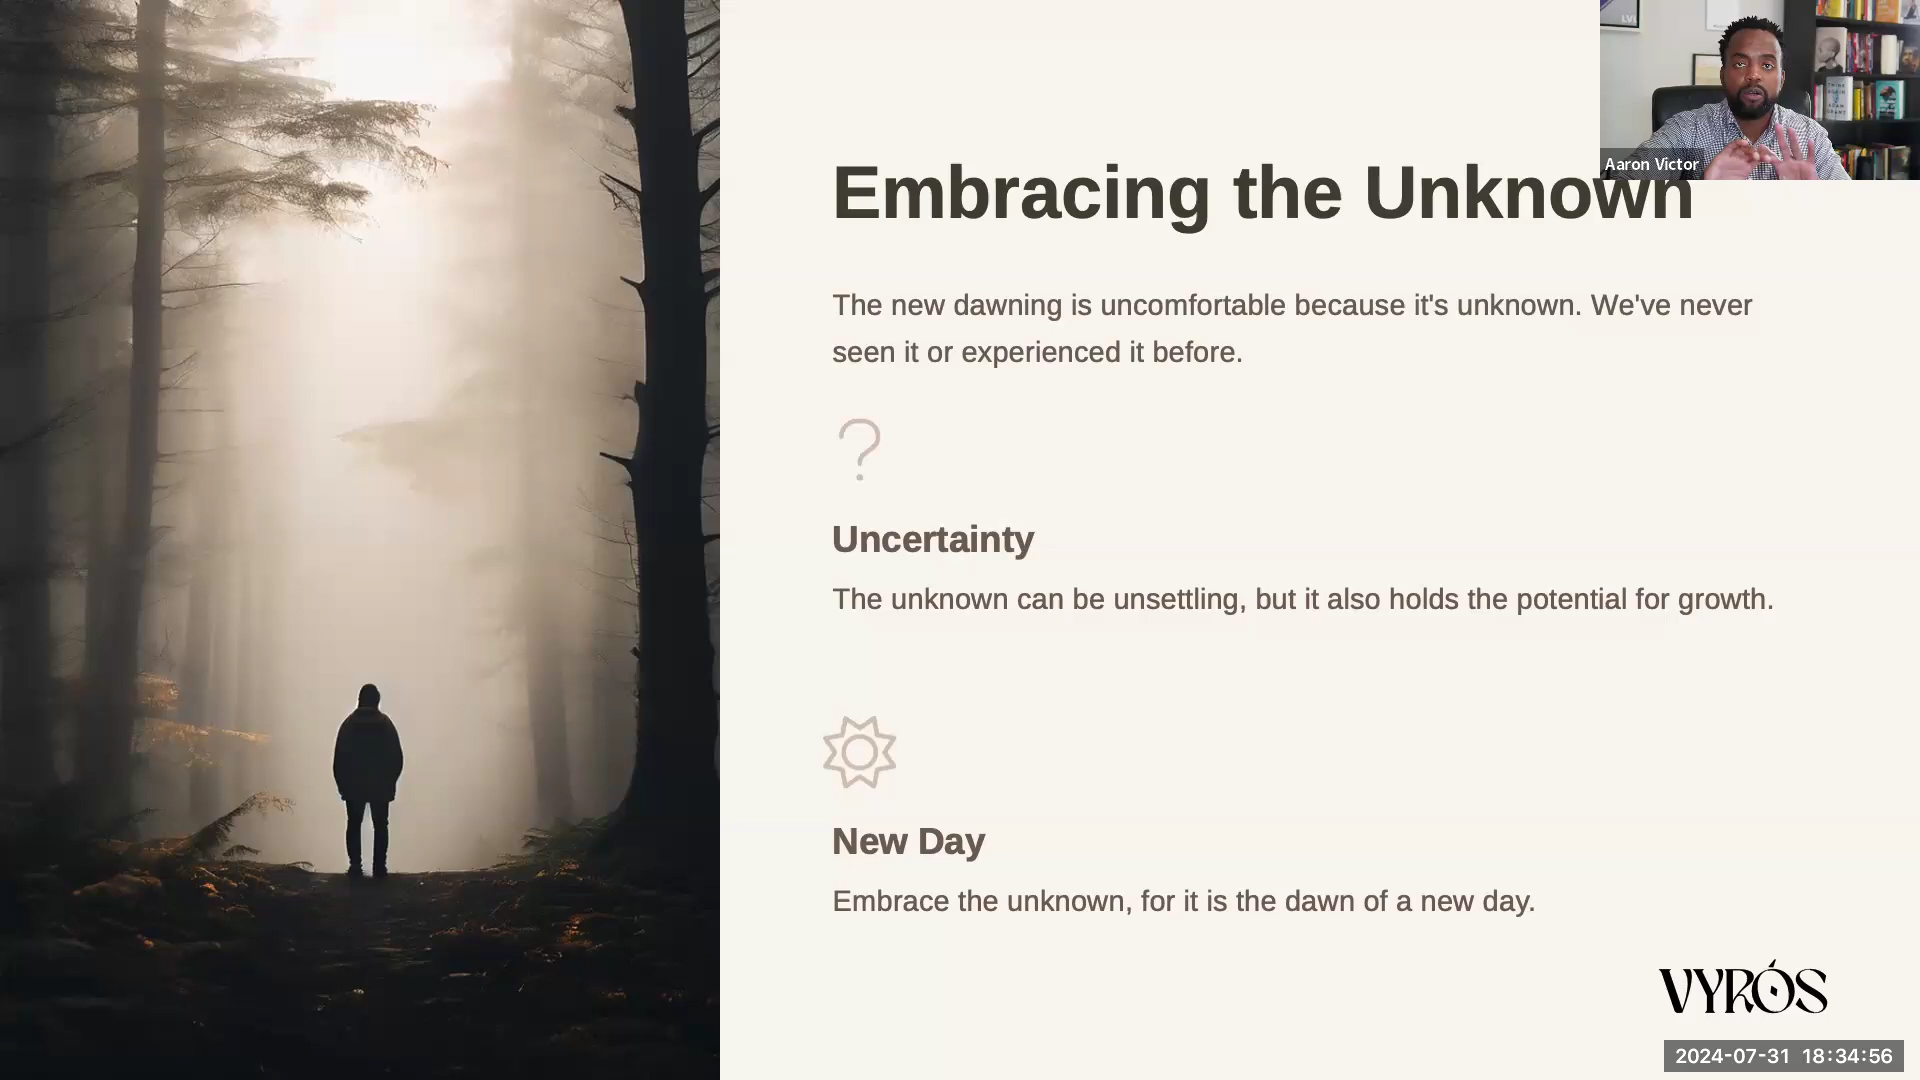 Aaron Victor
Embracing the Unknown
The new dawning is uncomfortable because it's unknown. We've never
seen it or experienced it before.
?
Uncertainty
The unknown can be unsettling, but it also holds the potential for growth.
New Day
Embrace the unknown, for it is the dawn of a new day.
VYRÓS
2024-07-31 18:34:56